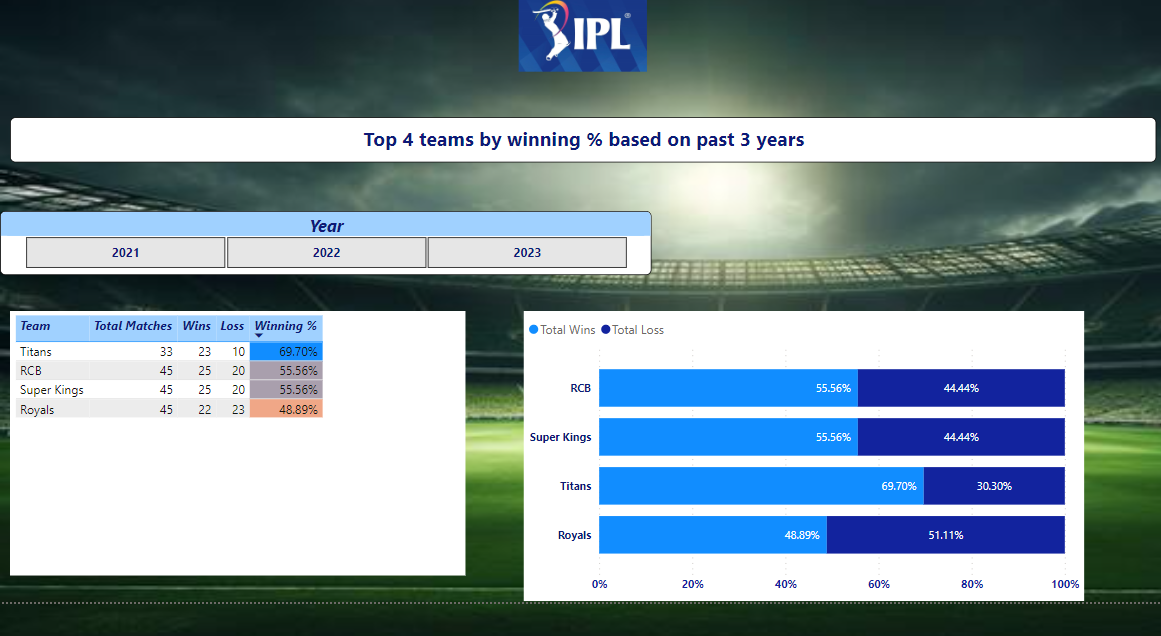 IPL
Top 4 teams by winning % based on past 3 years
Year
2021 2022 2023
Team Total Matches Wins Loss Winning %
Titans 33 23 10 69.70%
RCB 45 25 20 55.56%
Super Kings 45 25 20 55.56%
Royals 45 22 23 48.89%
Total Wins Total Loss
RCB 55.56% 44.44%
Super Kings 55.56% 44.44%
Titans 69.70% 30.30%
Royals 48.89% 51.11%
0% 20% 40% 60% 80% 100%